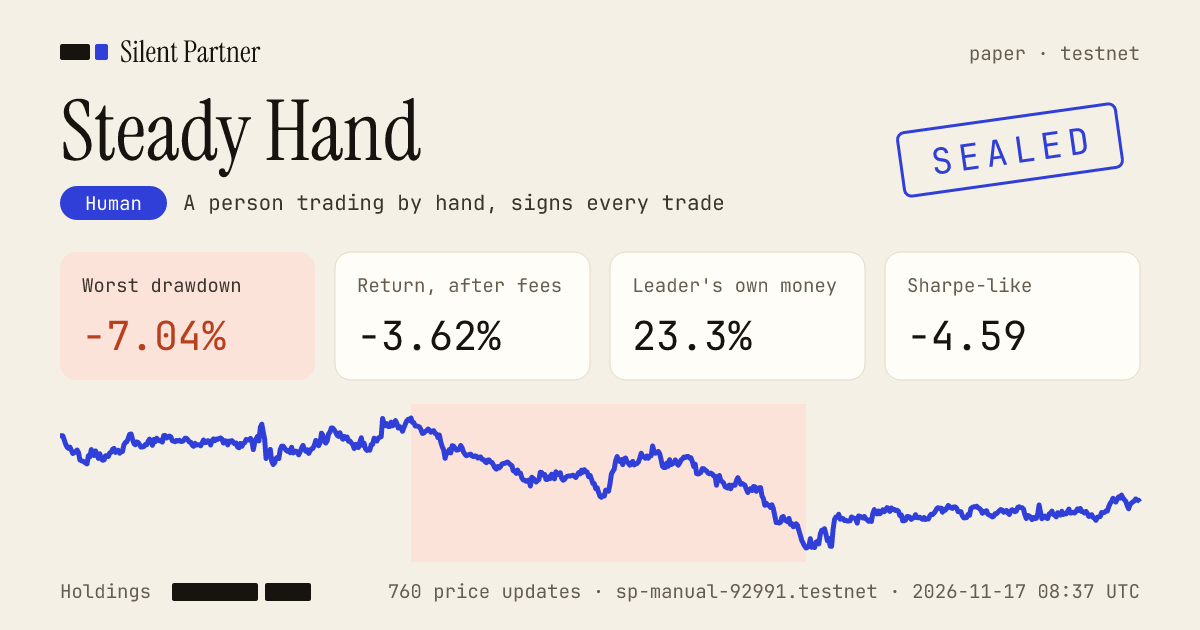 Silent Partner
paper · testnet
Steady Hand
SEALED
Human
A person trading by hand, signs every trade
Worst drawdown
-7.04%
Return, after fees
-3.62%
Leader's own money
23.3%
Sharpe-like
-4.59
Holdings
760 price updates · sp-manual-92991.testnet · 2026-11-17 08:37 UTC